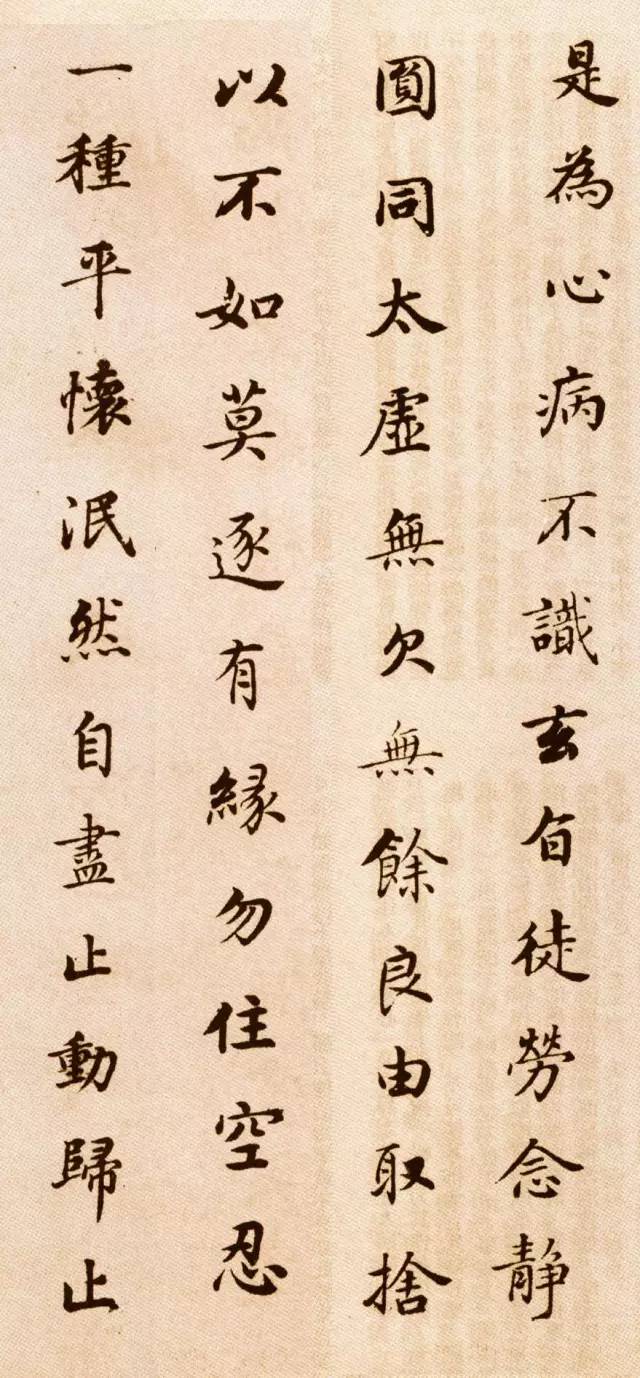 是為心病不識玄旨徒勞念静
圓同太虛無欠無餘良由取捨
以不如莫逐有緣勿住空忍
一種平懷泯然自盡止動歸止